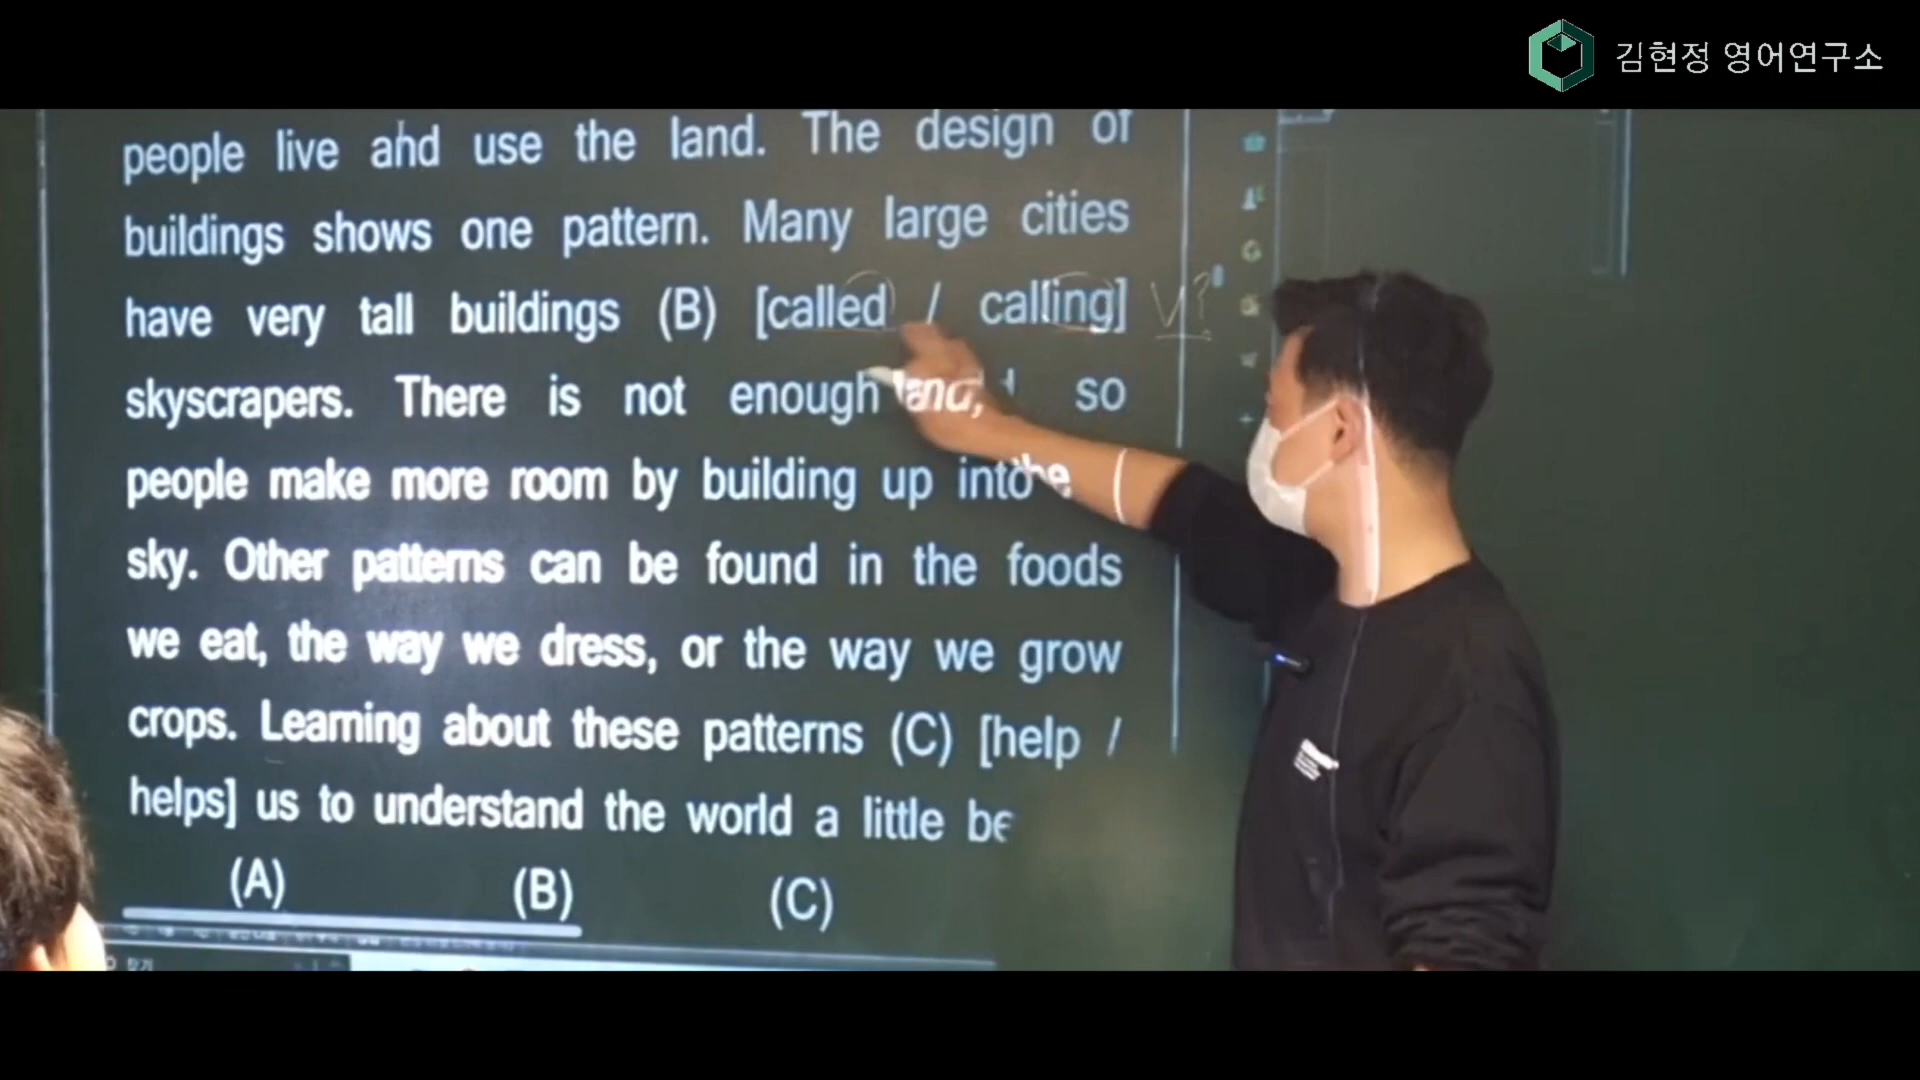 김현정 영어연구소
people live and use the land. The design of
buildings shows one pattern. Many large cities
have very tall buildings (B) [called / calling] V?
skyscrapers. There is not enough land, so
people make more room by building up into the
sky. Other patterns can be found in the foods
we eat, the way we dress, or the way we grow
crops. Learning about these patterns (C) [help /
helps] us to understand the world a little be
(A) (B) (C)